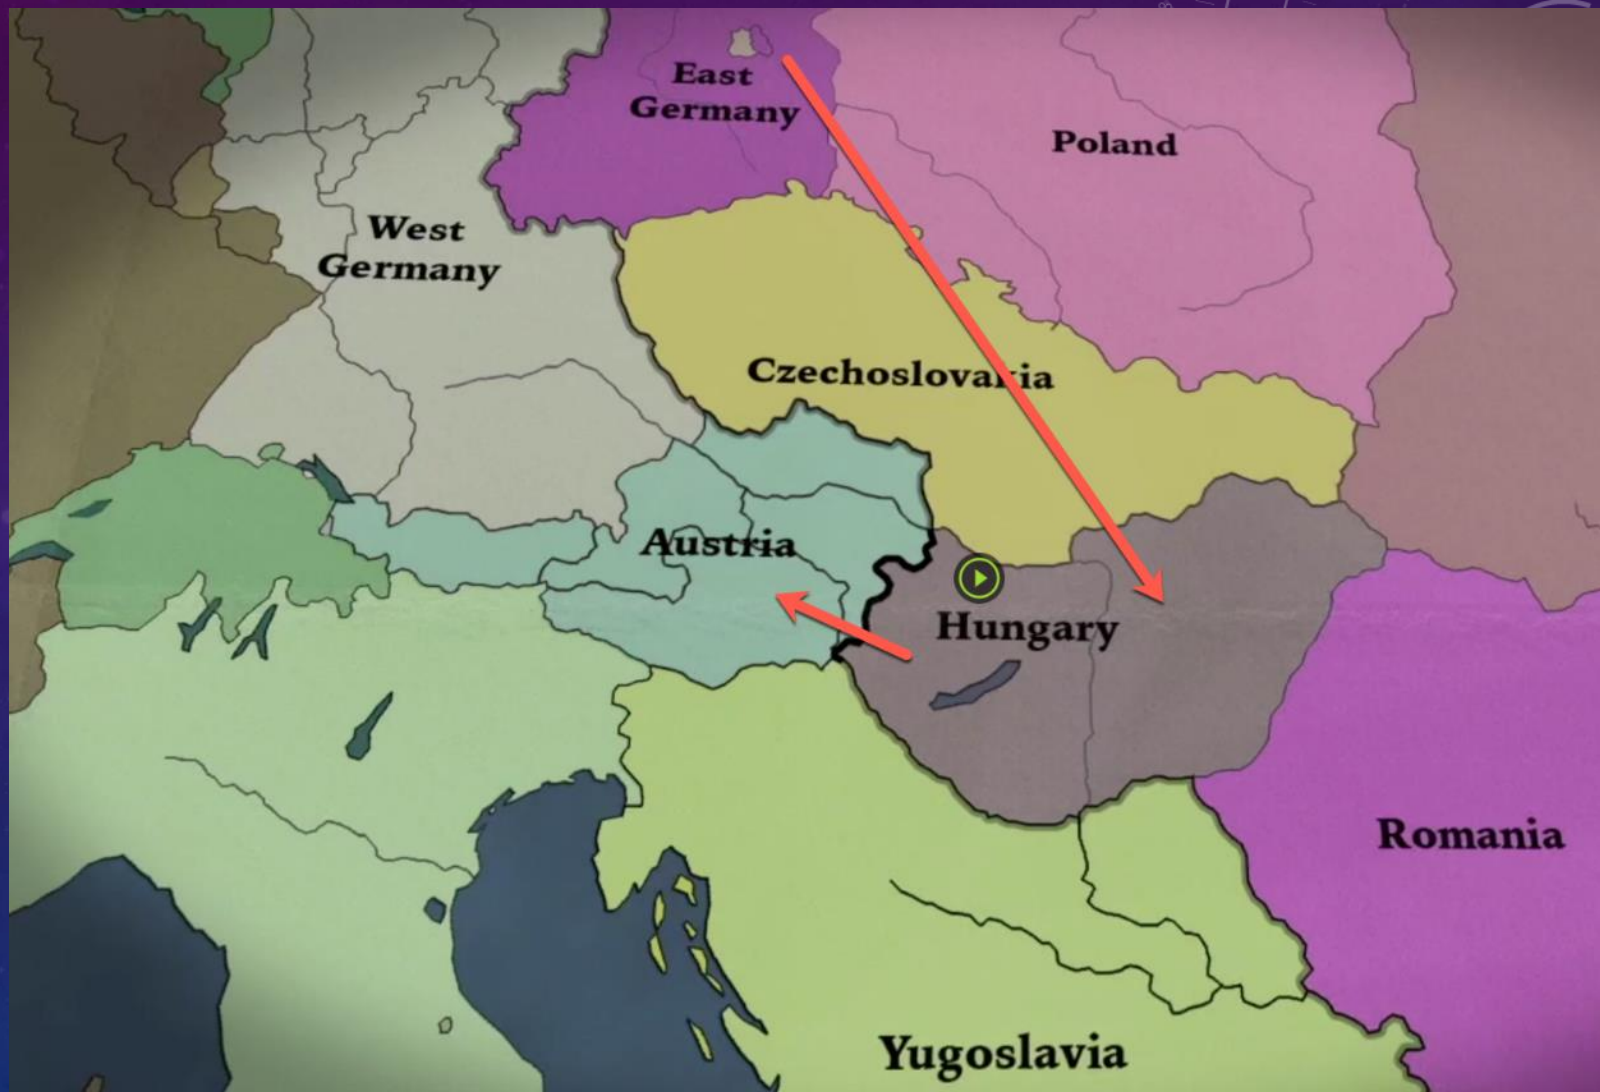 East
Germany
Poland
West
Germany
Czechoslovakia
Austria
Hungary
Romania
Yugoslavia